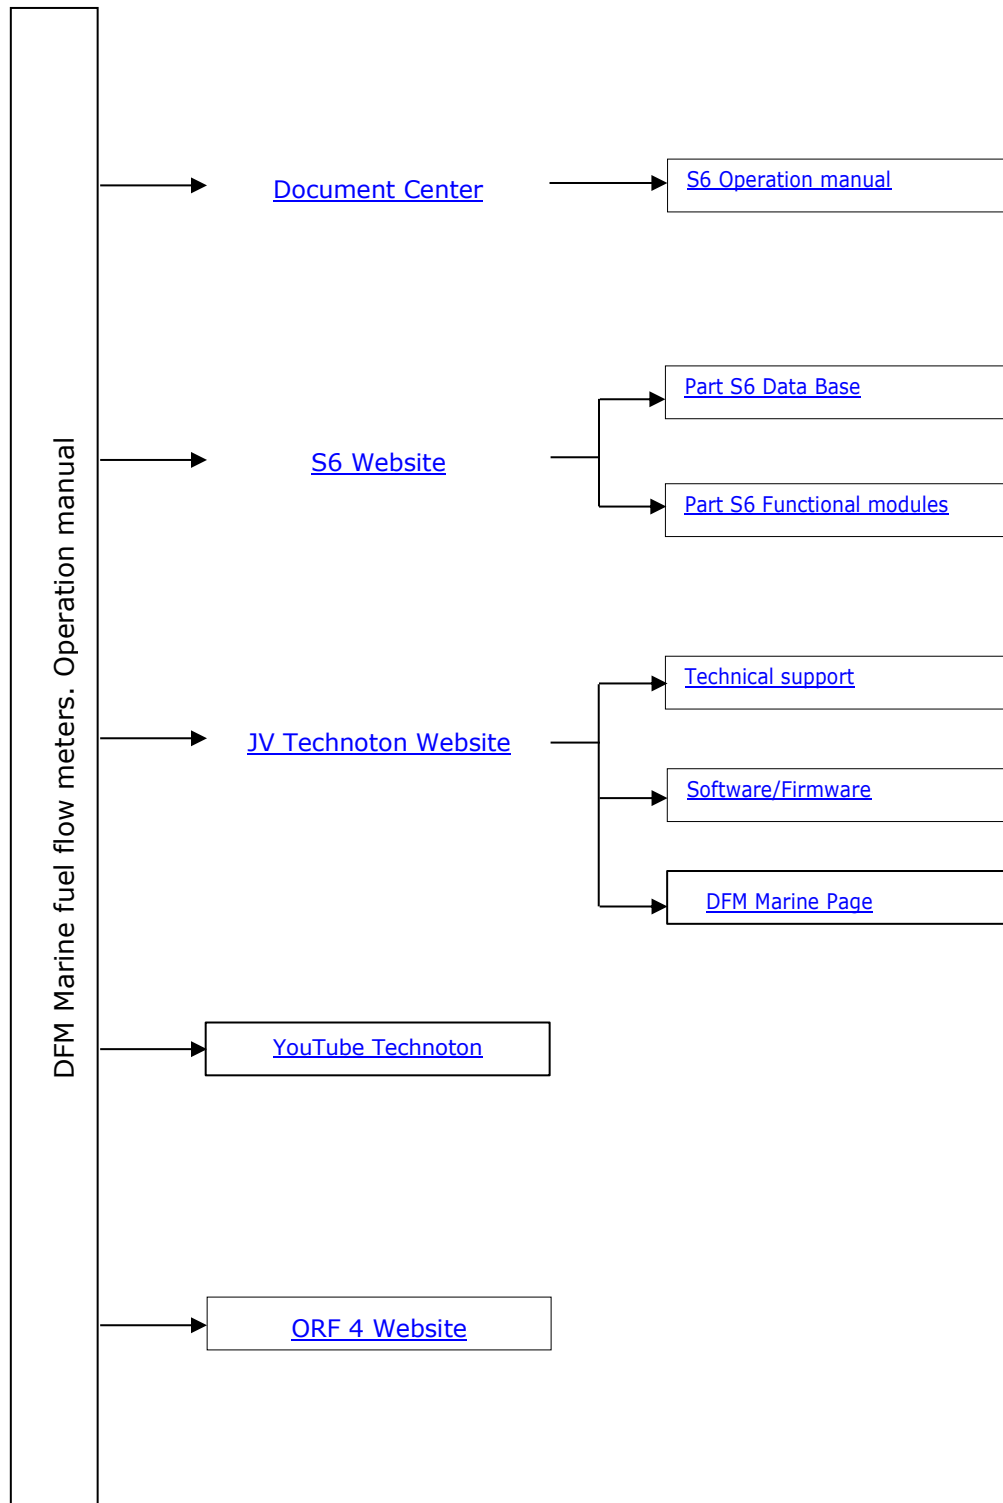 DFM Marine fuel flow meters. Operation manual
Document Center
S6 Operation manual
S6 Website
Part S6 Data Base
Part S6 Functional modules
JV Technoton Website
Technical support
Software/Firmware
DFM Marine Page
YouTube Technoton
ORF 4 Website